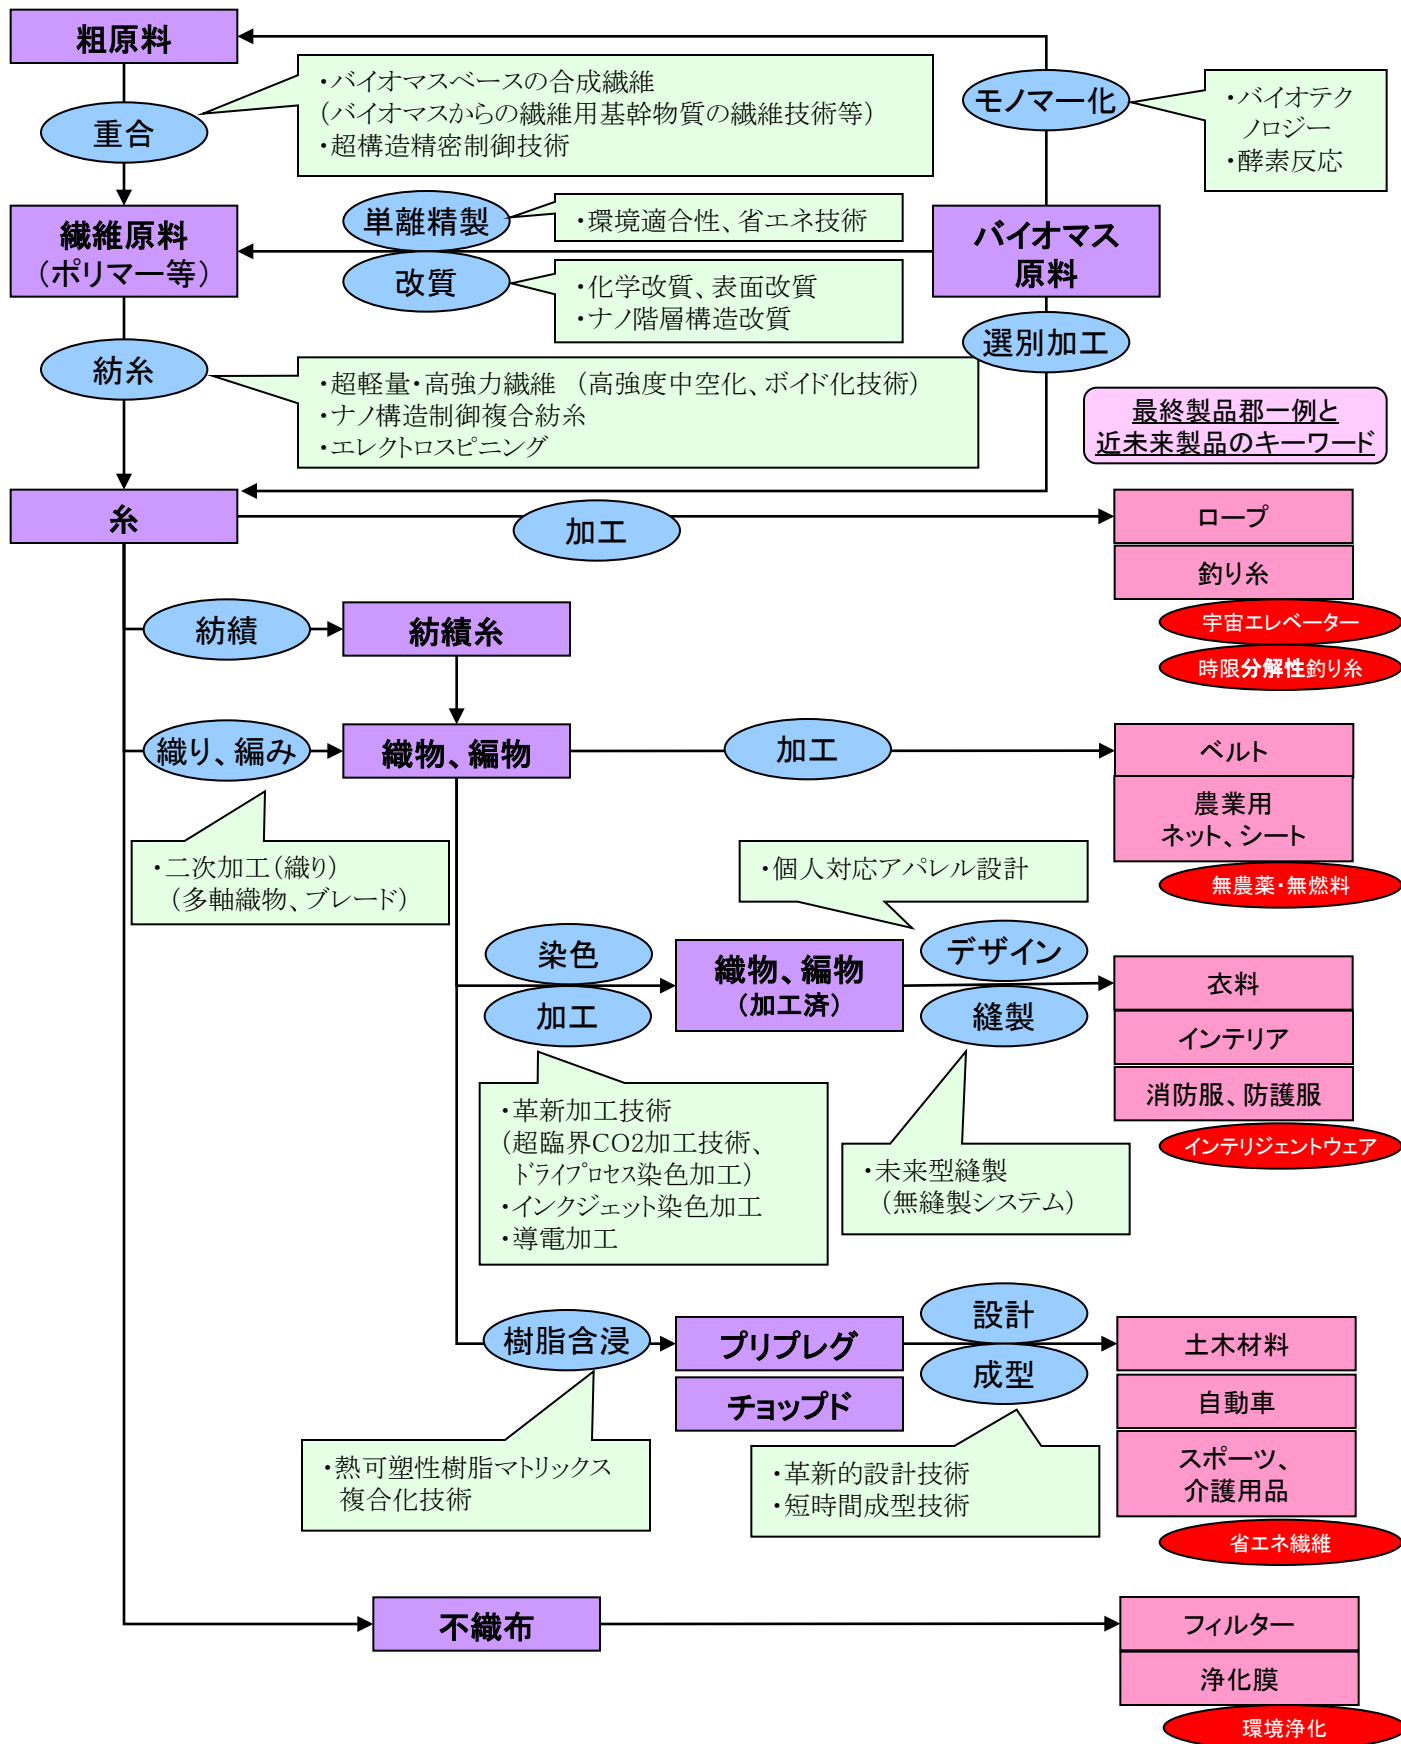 粗原料
・バイオマスベースの合成繊維
(バイオマスからの繊維用基幹物質の繊維技術等)
・超構造精密制御技術
重合
モノマー化
・バイオテク
ノロジー
・酵素反応
繊維原料
(ポリマー等)
単離精製
・環境適合性、省エネ技術
改質
・化学改質、表面改質
・ナノ階層構造改質
バイオマス
原料
選別加工
紡糸
・超軽量・高強力繊維 (高強度中空化、ボイド化技術)
・ナノ構造制御複合紡糸
・エレクトロスピニング
最終製品郡一例と
近未来製品のキーワード
糸
加工
ロープ
釣り糸
宇宙エレベーター
時限分解性釣り糸
紡績
紡績糸
織り、編み
織物、編物
加工
ベルト
農業用
ネット、シート
無農薬・無燃料
・二次加工(織り)
(多軸織物、ブレード)
・個人対応アパレル設計
染色
加工
織物、編物
(加工済)
デザイン
縫製
衣料
インテリア
消防服、防護服
インテリジェントウェア
・革新加工技術
(超臨界CO2加工技術、
ドライプロセス染色加工)
・インクジェット染色加工
・導電加工
・未来型縫製
(無縫製システム)
樹脂含浸
プリプレグ
チョップド
設計
成型
土木材料
自動車
スポーツ、
介護用品
省エネ繊維
・熱可塑性樹脂マトリックス
複合化技術
・革新的設計技術
・短時間成型技術
不織布
フィルター
浄化膜
環境浄化